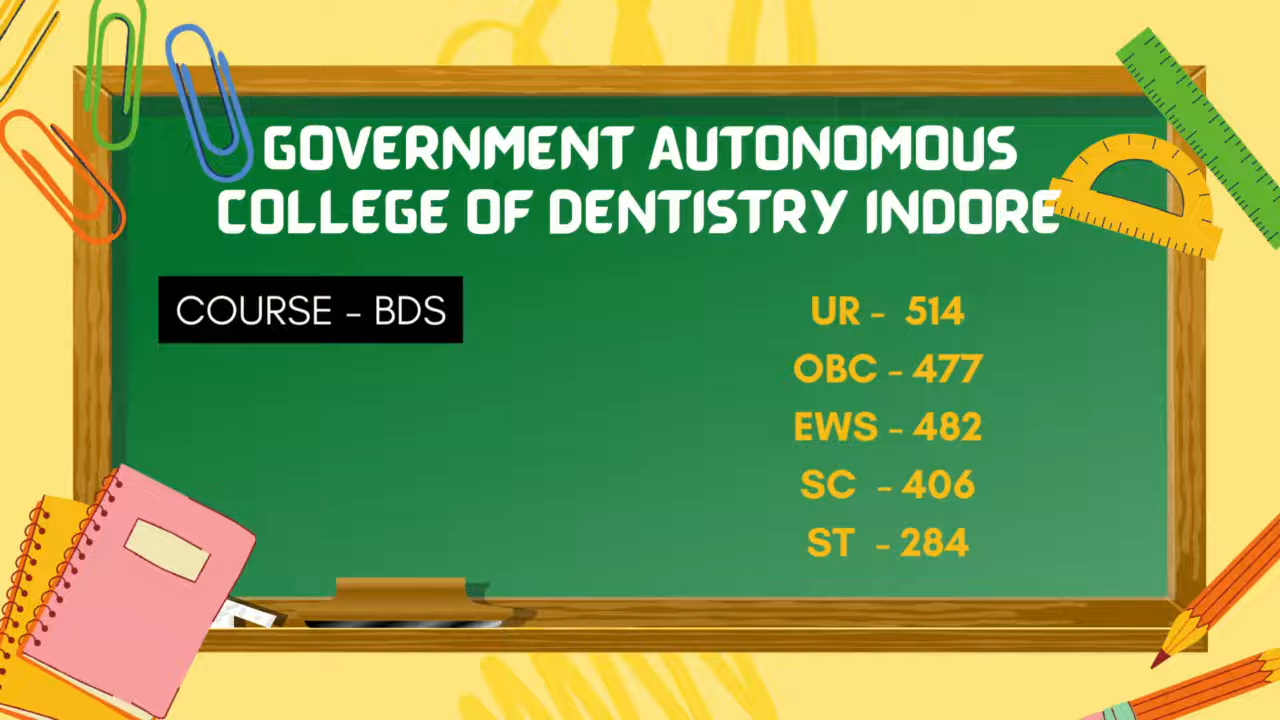 GOVERNMENT AUTONOMOUS
COLLEGE OF DENTISTRY INDORE
COURSE - BDS
UR - 514
OBC - 477
EWS - 482
SC - 406
ST - 284